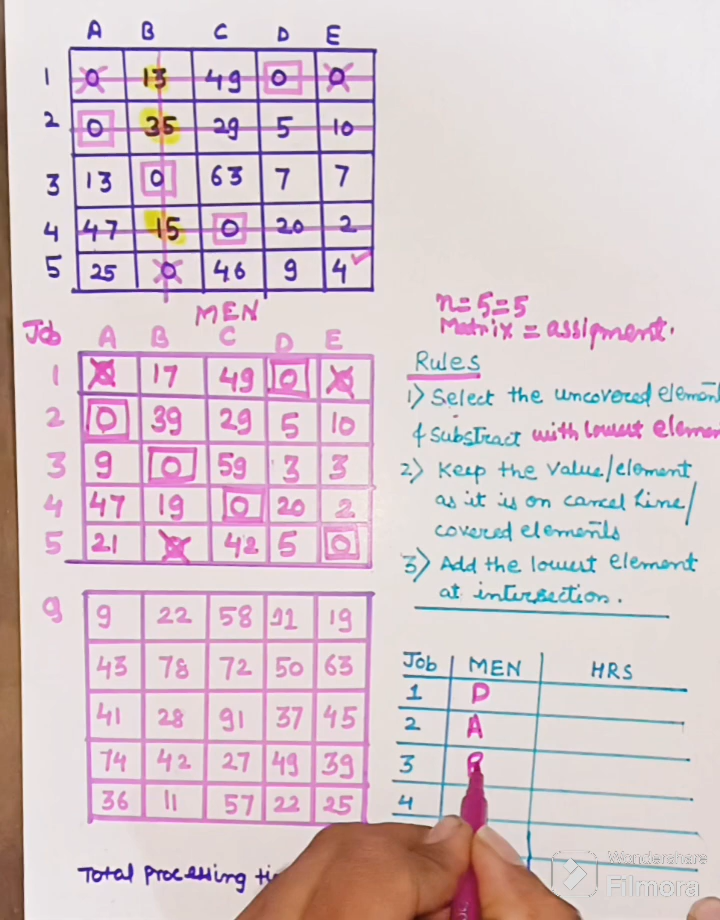 A B C D E
1 0 13 49 0 0
2 0 35 29 5 10
3 13 0 63 7 7
4 47 15 0 20 2
5 25 0 46 9 4
MEN
Job A B C D E
1 0 17 49 0 0
2 0 39 29 5 10
3 9 0 59 3 3
4 47 19 0 20 2
5 21 0 42 5 0
n=5=5
Matrix = assignment.
Rules
1) Select the uncovered element
& Substract with lowest elemen
2) Keep the value/element
as it is on cancel Line/
covered elements
3) Add the lowest element
at intersection.
9 9 22 58 11 19
43 78 72 50 63
41 28 91 37 45
74 42 27 49 39
36 11 57 22 25
Job MEN HRS
1 D
2 A
3 B
4
Total processing ti
Wondershare
Filmora